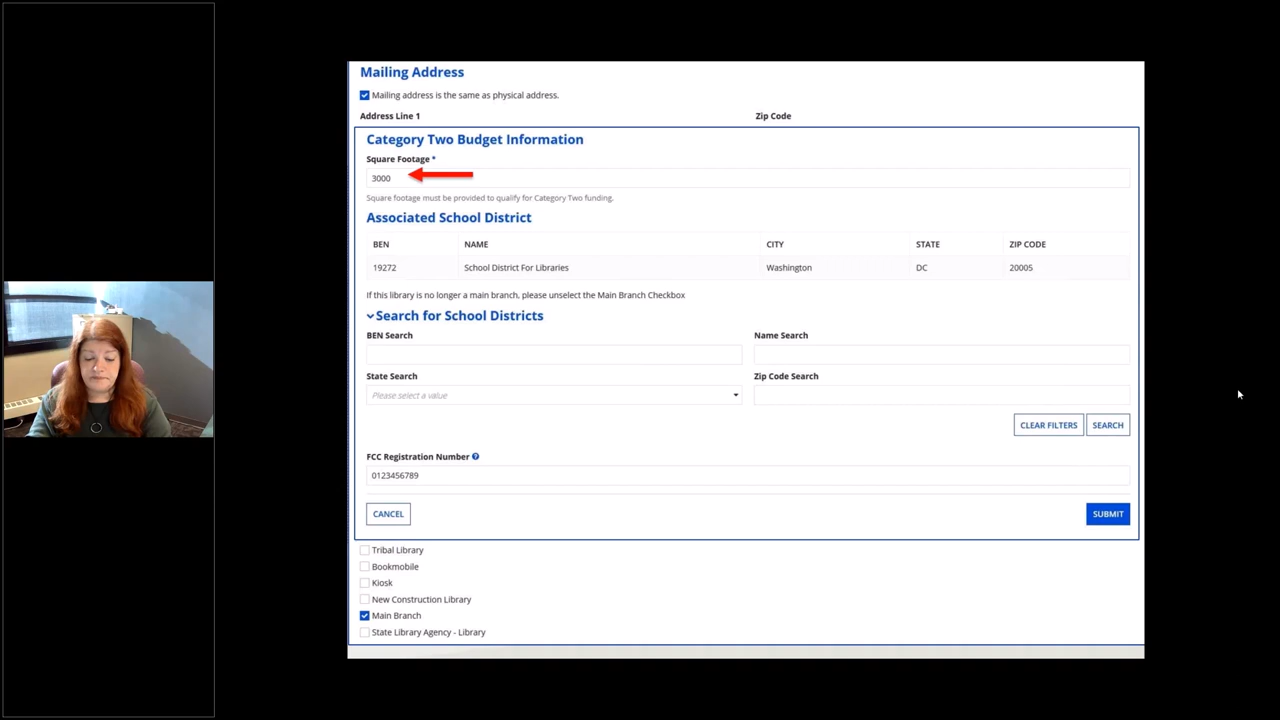 Mailing Address
Mailing address is the same as physical address.
Address Line 1 Zip Code
Category Two Budget Information
Square Footage *
3000
Square footage must be provided to qualify for Category Two funding.
Associated School District
BEN NAME CITY STATE ZIP CODE
19272 School District For Libraries Washington DC 20005
If this library is no longer a main branch, please unselect the Main Branch Checkbox
Search for School Districts
BEN Search Name Search
State Search Zip Code Search
Please select a value
CLEAR FILTERS SEARCH
FCC Registration Number ?
0123456789
CANCEL SUBMIT
Tribal Library
Bookmobile
Kiosk
New Construction Library
Main Branch
State Library Agency - Library